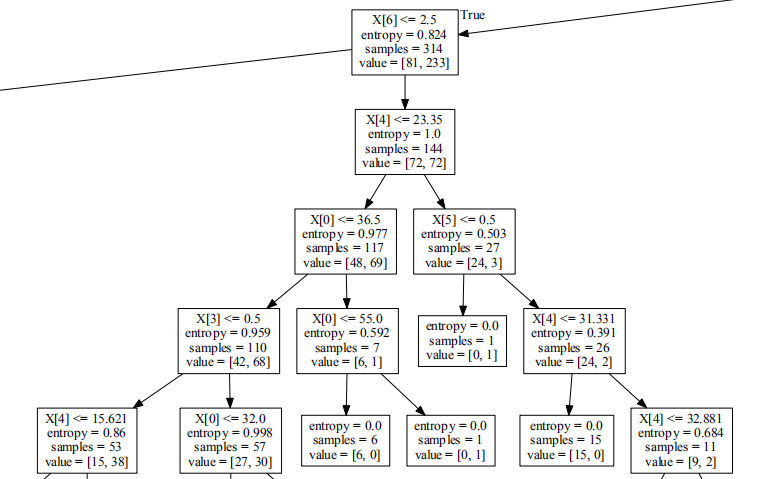 True
X[6] <= 2.5
entropy = 0.824
samples = 314
value = [81, 233]
X[4] <= 23.35
entropy = 1.0
samples = 144
value = [72, 72]
X[0] <= 36.5
entropy = 0.977
samples = 117
value = [48, 69]
X[5] <= 0.5
entropy = 0.503
samples = 27
value = [24, 3]
X[3] <= 0.5
entropy = 0.959
samples = 110
value = [42, 68]
X[0] <= 55.0
entropy = 0.592
samples = 7
value = [6, 1]
entropy = 0.0
samples = 1
value = [0, 1]
X[4] <= 31.331
entropy = 0.391
samples = 26
value = [24, 2]
X[4] <= 15.621
entropy = 0.86
samples = 53
value = [15, 38]
X[0] <= 32.0
entropy = 0.998
samples = 57
value = [27, 30]
entropy = 0.0
samples = 6
value = [6, 0]
entropy = 0.0
samples = 1
value = [0, 1]
entropy = 0.0
samples = 15
value = [15, 0]
X[4] <= 32.881
entropy = 0.684
samples = 11
value = [9, 2]